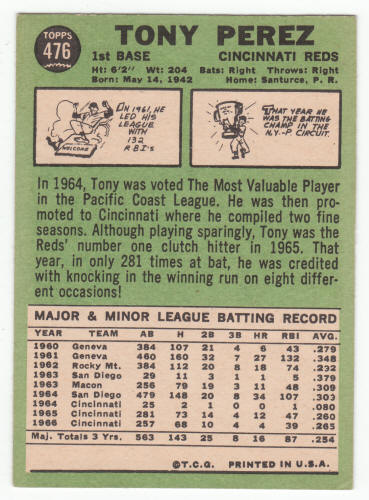 TOPPS
476
TONY PEREZ
1st BASE CINCINNATI REDS
Ht: 6'2" Wt: 204 Bats: Right Throws: Right
Born: May 14, 1942 Home: Santurce, P. R.
IN 1961, HE
LED HIS
LEAGUE
WITH
132
R.B.I's
WELCOME
THAT YEAR HE
WAS THE BATTING
CHAMP IN THE
N.Y.-P. CIRCUIT.
In 1964, Tony was voted The Most Valuable Player
in the Pacific Coast League. He was then pro-
moted to Cincinnati where he compiled two fine
seasons. Although playing sparingly, Tony was the
Reds' number one clutch hitter in 1965. That
year, in only 281 times at bat, he was credited
with knocking in the winning run on eight differ-
ent occasions!
MAJOR & MINOR LEAGUE BATTING RECORD
YEAR TEAM AB H 2B 3B HR RBI AVG.
1960 Geneva 384 107 21 4 6 43 .279
1961 Geneva 460 160 32 7 27 132 .348
1962 Rocky Mt. 384 112 20 8 18 74 .292
1963 San Diego 29 11 3 1 1 5 .379
1963 Macon 256 79 19 3 11 48 .309
1964 San Diego 479 148 20 8 34 107 .303
1964 Cincinnati 25 2 1 0 0 1 .080
1965 Cincinnati 281 73 14 4 12 47 .260
1966 Cincinnati 257 68 10 4 4 39 .265
Maj. Totals 3 Yrs. 563 143 25 8 16 87 .254
©T.C.G. PRINTED IN U.S.A.